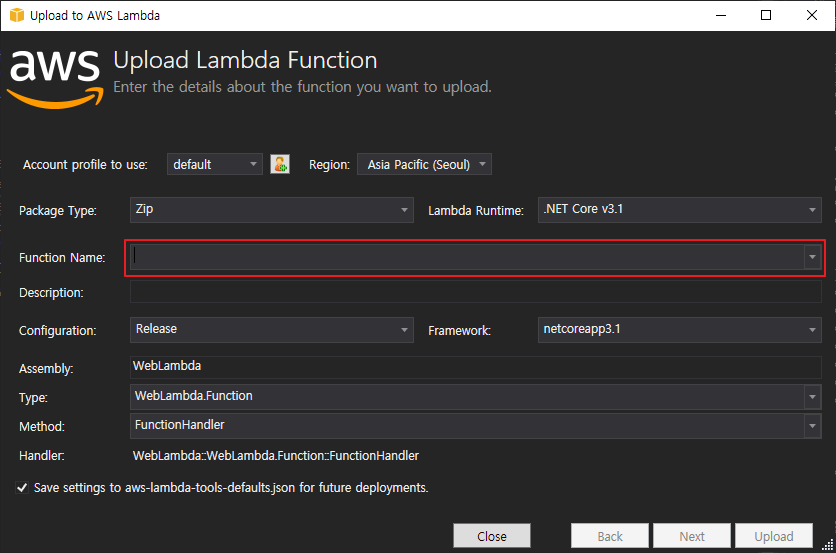 Upload to AWS Lambda
aws
Upload Lambda Function
Enter the details about the function you want to upload.
Account profile to use: default Region: Asia Pacific (Seoul)
Package Type: Zip Lambda Runtime: .NET Core v3.1
Function Name:
Description:
Configuration: Release Framework: netcoreapp3.1
Assembly: WebLambda
Type: WebLambda.Function
Method: FunctionHandler
Handler: WebLambda::WebLambda.Function::FunctionHandler
Save settings to aws-lambda-tools-defaults.json for future deployments.
Close Back Next Upload